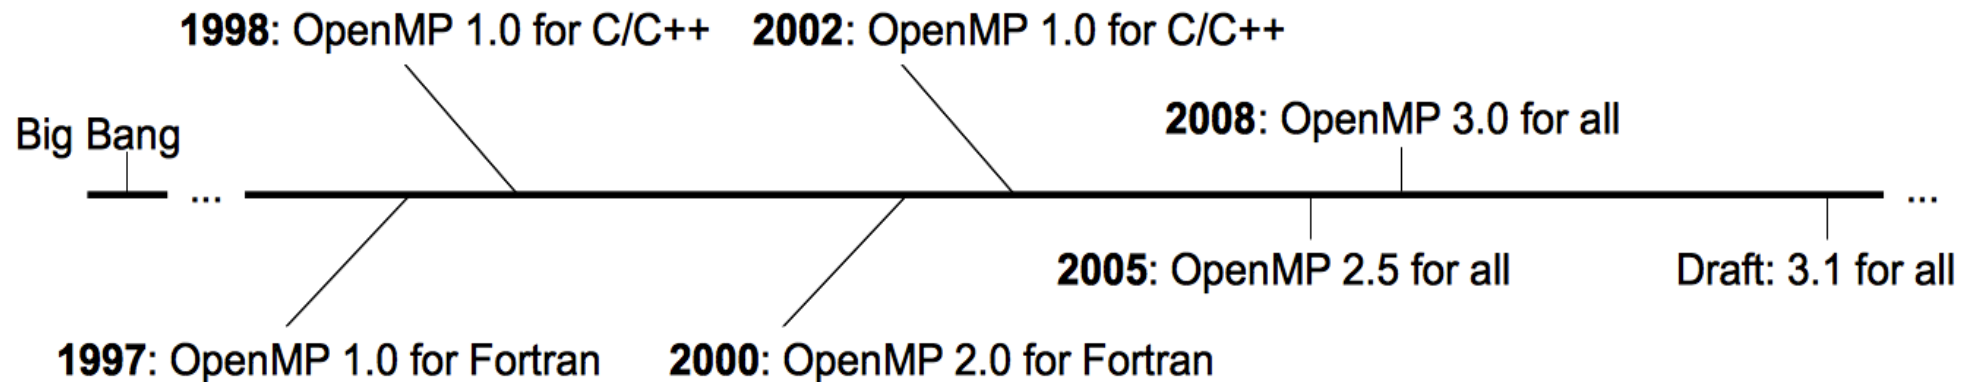 1998: OpenMP 1.0 for C/C++
2002: OpenMP 1.0 for C/C++
2008: OpenMP 3.0 for all
Big Bang
...
...
2005: OpenMP 2.5 for all
Draft: 3.1 for all
1997: OpenMP 1.0 for Fortran
2000: OpenMP 2.0 for Fortran